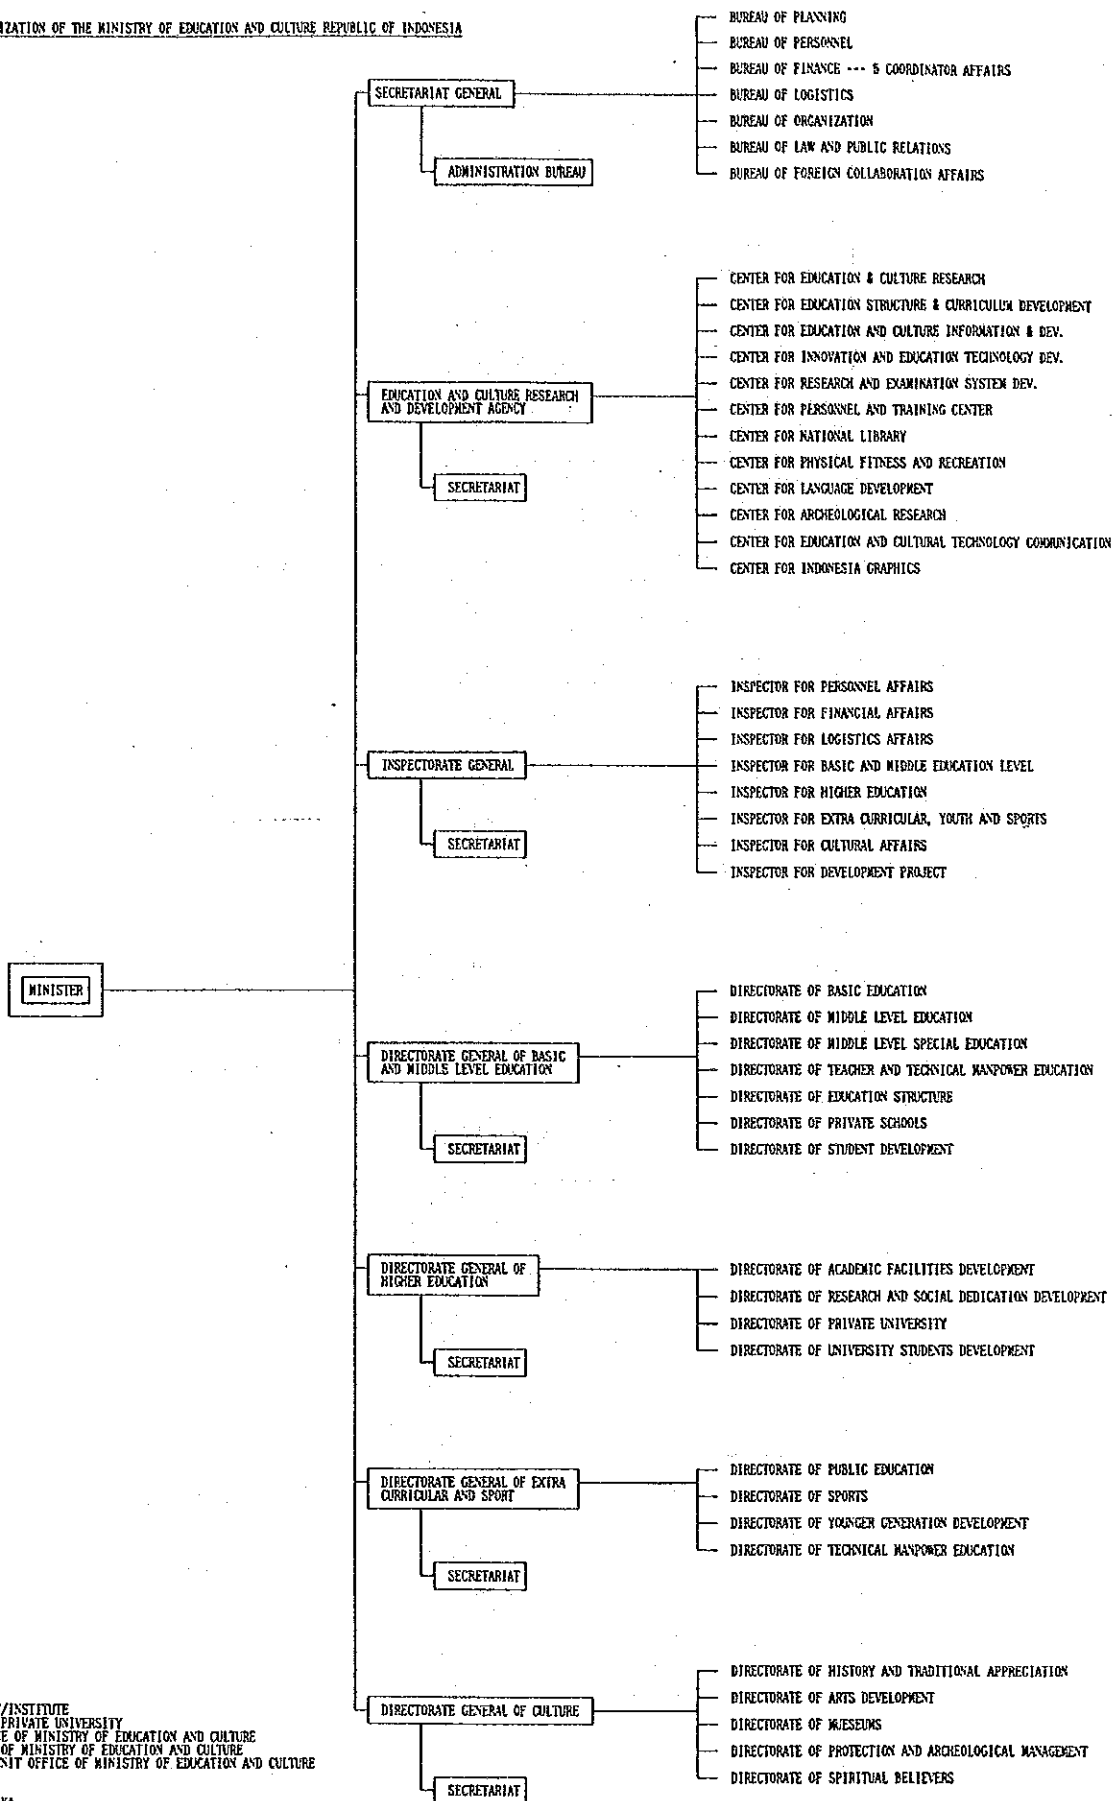 IZATION OF THE MINISTRY OF EDUCATION AND CULTURE REPUBLIC OF INDONESIA
SECRETARIAT GENERAL
ADMINISTRATION BUREAU
BUREAU OF PLANNING
BUREAU OF PERSONNEL
BUREAU OF FINANCE --- 5 COORDINATOR AFFAIRS
BUREAU OF LOGISTICS
BUREAU OF ORGANIZATION
BUREAU OF LAW AND PUBLIC RELATIONS
BUREAU OF FOREIGN COLLABORATION AFFAIRS
EDUCATION AND CULTURE RESEARCH
AND DEVELOPMENT AGENCY
SECRETARIAT
CENTER FOR EDUCATION & CULTURE RESEARCH
CENTER FOR EDUCATION STRUCTURE & CURRICULUM DEVELOPMENT
CENTER FOR EDUCATION AND CULTURE INFORMATION & DEV.
CENTER FOR INNOVATION AND EDUCATION TECHNOLOGY DEV.
CENTER FOR RESEARCH AND EXAMINATION SYSTEM DEV.
CENTER FOR PERSONNEL AND TRAINING CENTER
CENTER FOR NATIONAL LIBRARY
CENTER FOR PHYSICAL FITNESS AND RECREATION
CENTER FOR LANGUAGE DEVELOPMENT
CENTER FOR ARCHEOLOGICAL RESEARCH
CENTER FOR EDUCATION AND CULTURAL TECHNOLOGY COMMUNICATION
CENTER FOR INDONESIA GRAPHICS
INSPECTORATE GENERAL
SECRETARIAT
INSPECTOR FOR PERSONNEL AFFAIRS
INSPECTOR FOR FINANCIAL AFFAIRS
INSPECTOR FOR LOGISTICS AFFAIRS
INSPECTOR FOR BASIC AND MIDDLE EDUCATION LEVEL
INSPECTOR FOR HIGHER EDUCATION
INSPECTOR FOR EXTRA CURRICULAR, YOUTH AND SPORTS
INSPECTOR FOR CULTURAL AFFAIRS
INSPECTOR FOR DEVELOPMENT PROJECT
MINISTER
DIRECTORATE GENERAL OF BASIC
AND MIDDLE LEVEL EDUCATION
SECRETARIAT
DIRECTORATE OF BASIC EDUCATION
DIRECTORATE OF MIDDLE LEVEL EDUCATION
DIRECTORATE OF MIDDLE LEVEL SPECIAL EDUCATION
DIRECTORATE OF TEACHER AND TECHNICAL MANPOWER EDUCATION
DIRECTORATE OF EDUCATION STRUCTURE
DIRECTORATE OF PRIVATE SCHOOLS
DIRECTORATE OF STUDENT DEVELOPMENT
DIRECTORATE GENERAL OF
HIGHER EDUCATION
SECRETARIAT
DIRECTORATE OF ACADEMIC FACILITIES DEVELOPMENT
DIRECTORATE OF RESEARCH AND SOCIAL DEDICATION DEVELOPMENT
DIRECTORATE OF PRIVATE UNIVERSITY
DIRECTORATE OF UNIVERSITY STUDENTS DEVELOPMENT
DIRECTORATE GENERAL OF EXTRA
CURRICULAR AND SPORT
SECRETARIAT
DIRECTORATE OF PUBLIC EDUCATION
DIRECTORATE OF SPORTS
DIRECTORATE OF YOUNGER GENERATION DEVELOPMENT
DIRECTORATE OF TECHNICAL MANPOWER EDUCATION
DIRECTORATE GENERAL OF CULTURE
SECRETARIAT
DIRECTORATE OF HISTORY AND TRADITIONAL APPRECIATION
DIRECTORATE OF ARTS DEVELOPMENT
DIRECTORATE OF MUESEUMS
DIRECTORATE OF PROTECTION AND ARCHEOLOGICAL MANAGEMENT
DIRECTORATE OF SPIRITUAL BELIEVERS
/INSTITUTE
PRIVATE UNIVERSITY
E OF MINISTRY OF EDUCATION AND CULTURE
OF MINISTRY OF EDUCATION AND CULTURE
NIT OFFICE OF MINISTRY OF EDUCATION AND CULTURE